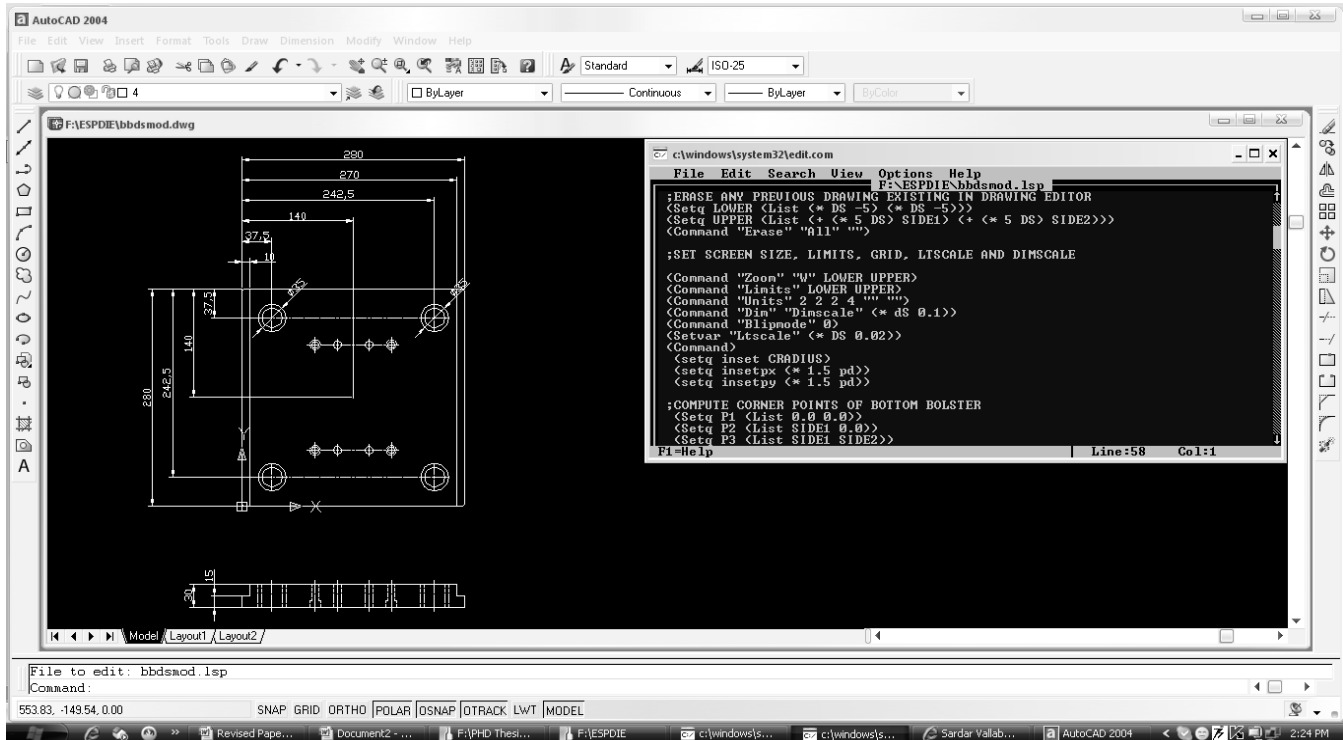 AutoCAD 2004
File Edit View Insert Format Tools Draw Dimension Modify Window Help
Standard ISO-25
4 ByLayer Continuous ByLayer ByColor
F:\ESPDIE\bbdsmod.dwg
280
270
242,5
140
37,5
10
Ø35
Ø35
37,5
140
242,5
280
Y
X
15
30
c:\windows\system32\edit.com
File Edit Search View Options Help
F:\ESPDIE\bbdsmod.lsp
;ERASE ANY PREVIOUS DRAWING EXISTING IN DRAWING EDITOR
(Setq LOWER (List (* DS -5) (* DS -5)))
(Setq UPPER (List (+ (* 5 DS) SIDE1) (+ (* 5 DS) SIDE2)))
(Command "Erase" "All" "")
;SET SCREEN SIZE, LIMITS, GRID, LTSCALE AND DIMSCALE
(Command "Zoom" "W" LOWER UPPER)
(Command "Limits" LOWER UPPER)
(Command "Units" 2 2 2 4 "" "")
(Command "Dim" "Dimscale" (* dS 0.1))
(Command "Blipmode" 0)
(Setvar "Ltscale" (* DS 0.02))
(Command)
(setq inset CRADIUS)
(setq insetpx (* 1.5 pd))
(setq insetpy (* 1.5 pd))
;COMPUTE CORNER POINTS OF BOTTOM BOLSTER
(Setq P1 (List 0.0 0.0))
(Setq P2 (List SIDE1 0.0))
(Setq P3 (List SIDE1 SIDE2))
F1=Help Line:58 Col:1
A
Model Layout1 Layout2
File to edit: bbdsmod.lsp
Command:
553.83, -149.54, 0.00 SNAP GRID ORTHO POLAR OSNAP OTRACK LWT MODEL
Revised Pape... Document2 - ... F:\PHD Thesi... F:\ESPDIE c:\windows\s... c:\windows\s... Sardar Vallab... AutoCAD 2004 2:24 PM